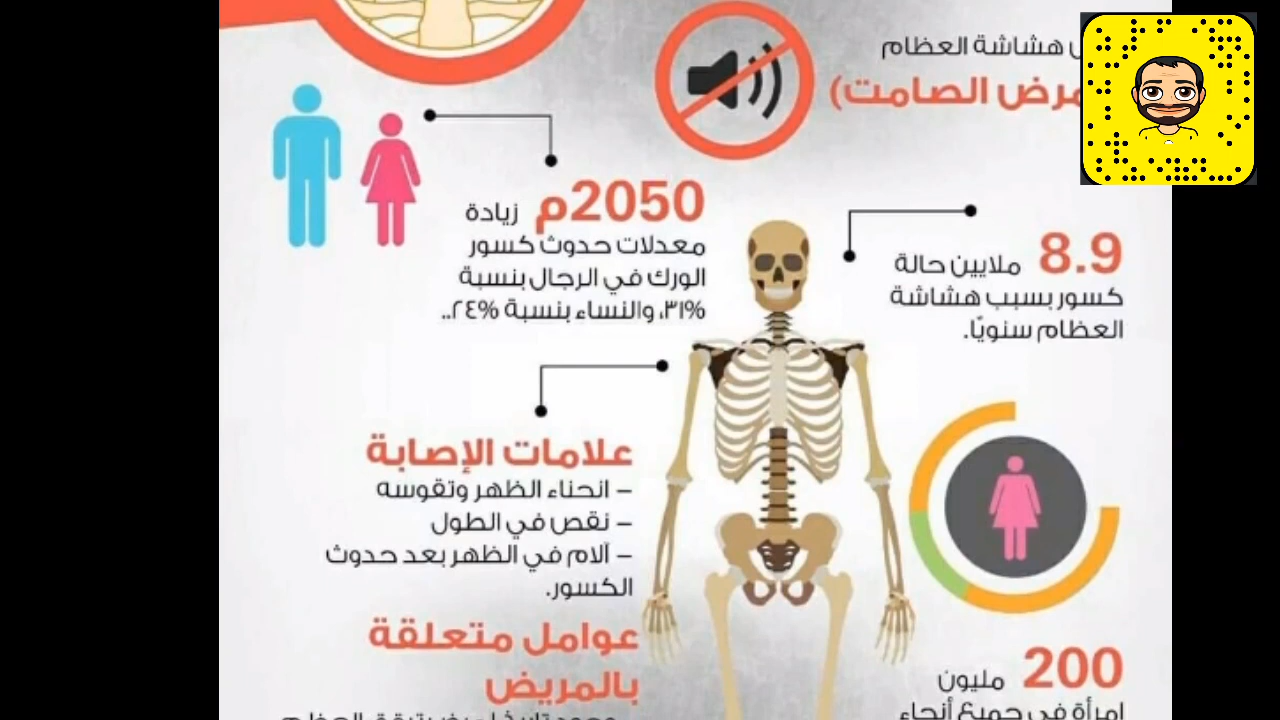 هشاشة العظام
الصامت)
8.9 ملايين حالة
كسور بسبب هشاشة
العظام سنويًا.
2050م زيادة
معدلات حدوث كسور
الورك في الرجال بنسبة
٣١%، والنساء بنسبة ٢٤%..
علامات الإصابة
– انحناء الظهر وتقوسه
– نقص في الطول
– آلام في الظهر بعد حدوث
الكسور.
عوامل متعلقة
بالمريض
200 مليون
امرأة في جميع أنحاء